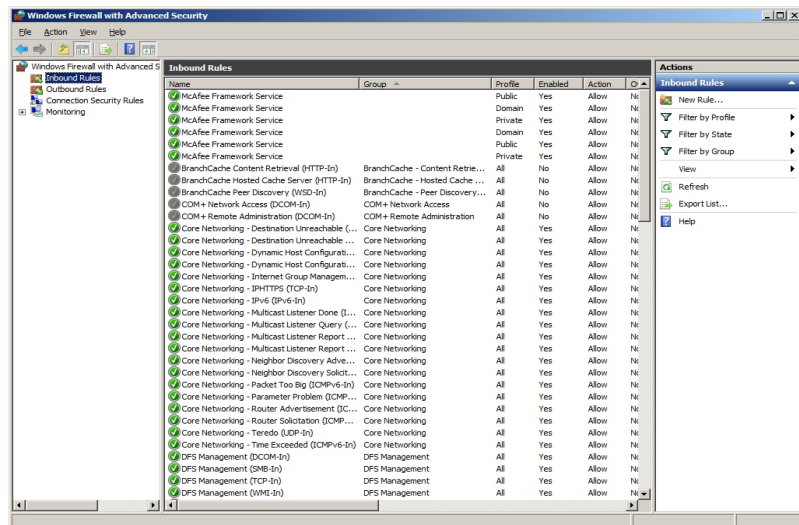 Windows Firewall with Advanced Security
File Action View Help
Windows Firewall with Advanced S
Inbound Rules
Outbound Rules
Connection Security Rules
Monitoring
Inbound Rules
Name Group Profile Enabled Action
McAfee Framework Service Public Yes Allow
McAfee Framework Service Domain Yes Allow
McAfee Framework Service Private Yes Allow
McAfee Framework Service Domain Yes Allow
McAfee Framework Service Public Yes Allow
McAfee Framework Service Private Yes Allow
BranchCache Content Retrieval (HTTP-In) BranchCache - Content Retrie... All No Allow
BranchCache Hosted Cache Server (HTTP-In) BranchCache - Hosted Cache ... All No Allow
BranchCache Peer Discovery (WSD-In) BranchCache - Peer Discovery... All No Allow
COM+ Network Access (DCOM-In) COM+ Network Access All No Allow
COM+ Remote Administration (DCOM-In) COM+ Remote Administration All No Allow
Core Networking - Destination Unreachable (... Core Networking All Yes Allow
Core Networking - Destination Unreachable ... Core Networking All Yes Allow
Core Networking - Dynamic Host Configurati... Core Networking All Yes Allow
Core Networking - Dynamic Host Configurati... Core Networking All Yes Allow
Core Networking - Internet Group Managem... Core Networking All Yes Allow
Core Networking - IPHTTPS (TCP-In) Core Networking All Yes Allow
Core Networking - IPv6 (IPv6-In) Core Networking All Yes Allow
Core Networking - Multicast Listener Done (I... Core Networking All Yes Allow
Core Networking - Multicast Listener Query (... Core Networking All Yes Allow
Core Networking - Multicast Listener Report ... Core Networking All Yes Allow
Core Networking - Multicast Listener Report ... Core Networking All Yes Allow
Core Networking - Neighbor Discovery Adve... Core Networking All Yes Allow
Core Networking - Neighbor Discovery Solicit... Core Networking All Yes Allow
Core Networking - Packet Too Big (ICMPv6-In) Core Networking All Yes Allow
Core Networking - Parameter Problem (ICMP... Core Networking All Yes Allow
Core Networking - Router Advertisement (IC... Core Networking All Yes Allow
Core Networking - Router Solicitation (ICMP... Core Networking All Yes Allow
Core Networking - Teredo (UDP-In) Core Networking All Yes Allow
Core Networking - Time Exceeded (ICMPv6-In) Core Networking All Yes Allow
DFS Management (DCOM-In) DFS Management All Yes Allow
DFS Management (SMB-In) DFS Management All Yes Allow
DFS Management (TCP-In) DFS Management All Yes Allow
DFS Management (WMI-In) DFS Management All Yes Allow
Actions
Inbound Rules
New Rule...
Filter by Profile
Filter by State
Filter by Group
View
Refresh
Export List...
Help